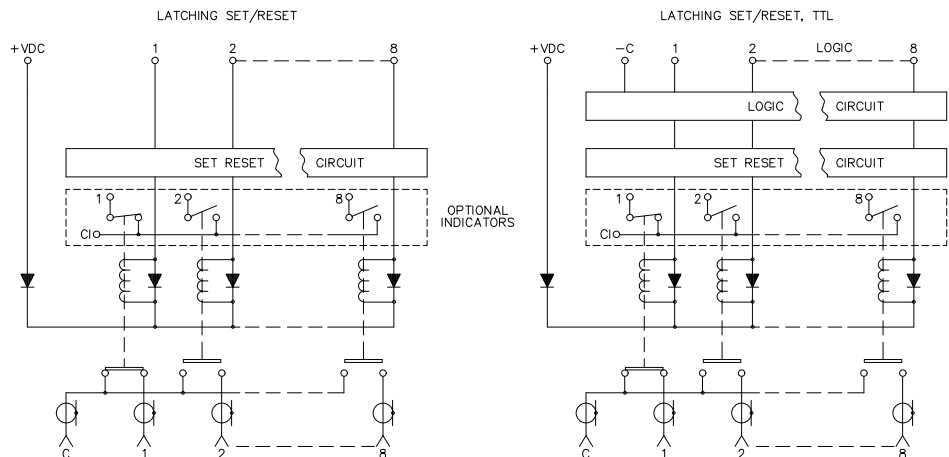 LATCHING SET/RESET
+VDC 1 2 8
SET RESET CIRCUIT
1 2 8
CI
OPTIONAL
INDICATORS
C 1 2 8
LATCHING SET/RESET, TTL
+VDC -C 1 2 LOGIC 8
LOGIC CIRCUIT
SET RESET CIRCUIT
1 2 8
CI
C 1 2 8